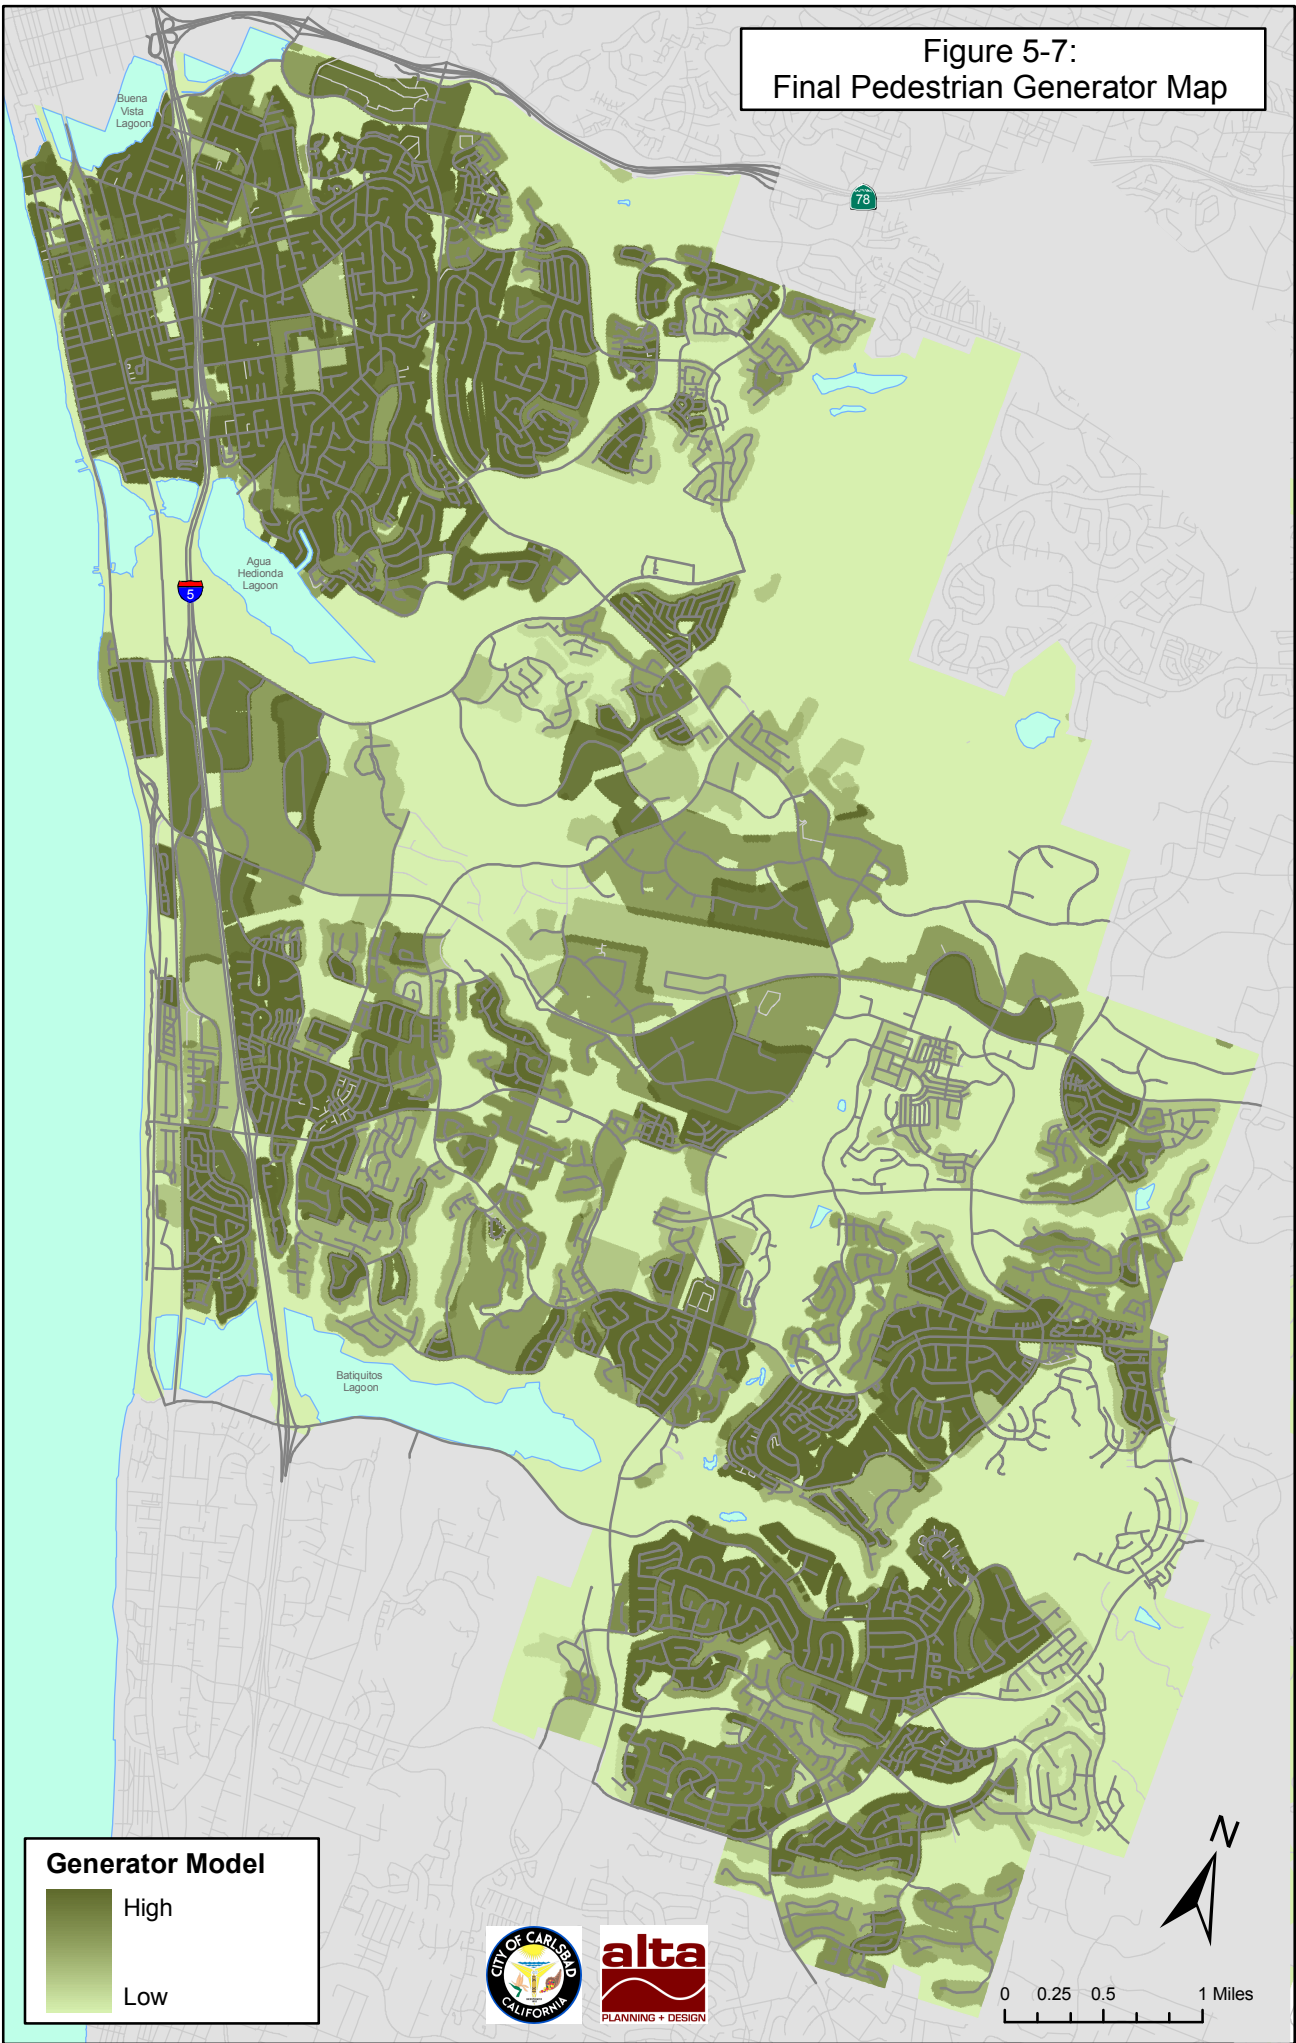 Figure 5-7:
Final Pedestrian Generator Map
Buena
Vista
Lagoon
78
Agua
Hedionda
Lagoon
5
Batiquitos
Lagoon
Generator Model
High
Low
CITY OF CARLSBAD
CALIFORNIA
alta
PLANNING + DESIGN
N
0 0.25 0.5 1 Miles